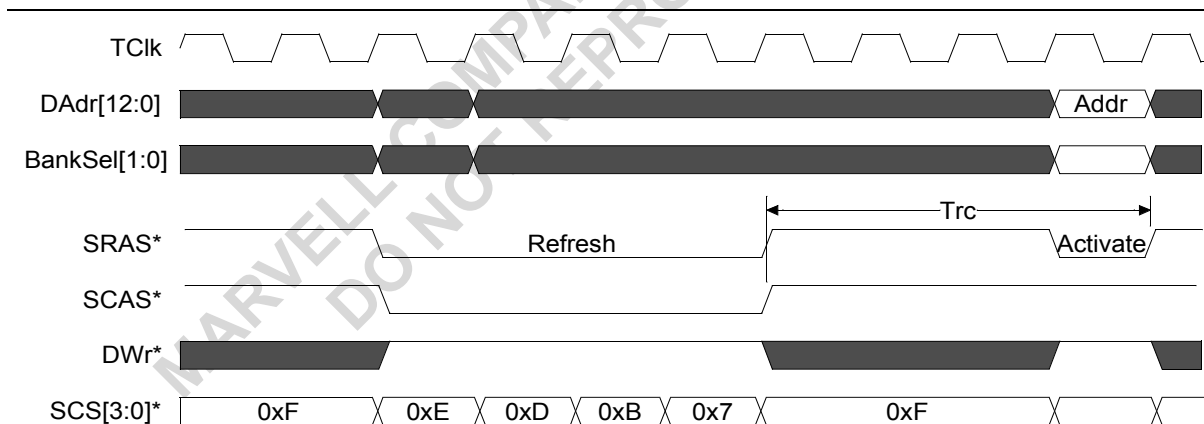 MARVELL COMPA
DO NOT REPRO
TClk
DAdr[12:0] Addr
BankSel[1:0]
Trc
SRAS* Refresh Activate
SCAS*
DWr*
SCS[3:0]* 0xF 0xE 0xD 0xB 0x7 0xF